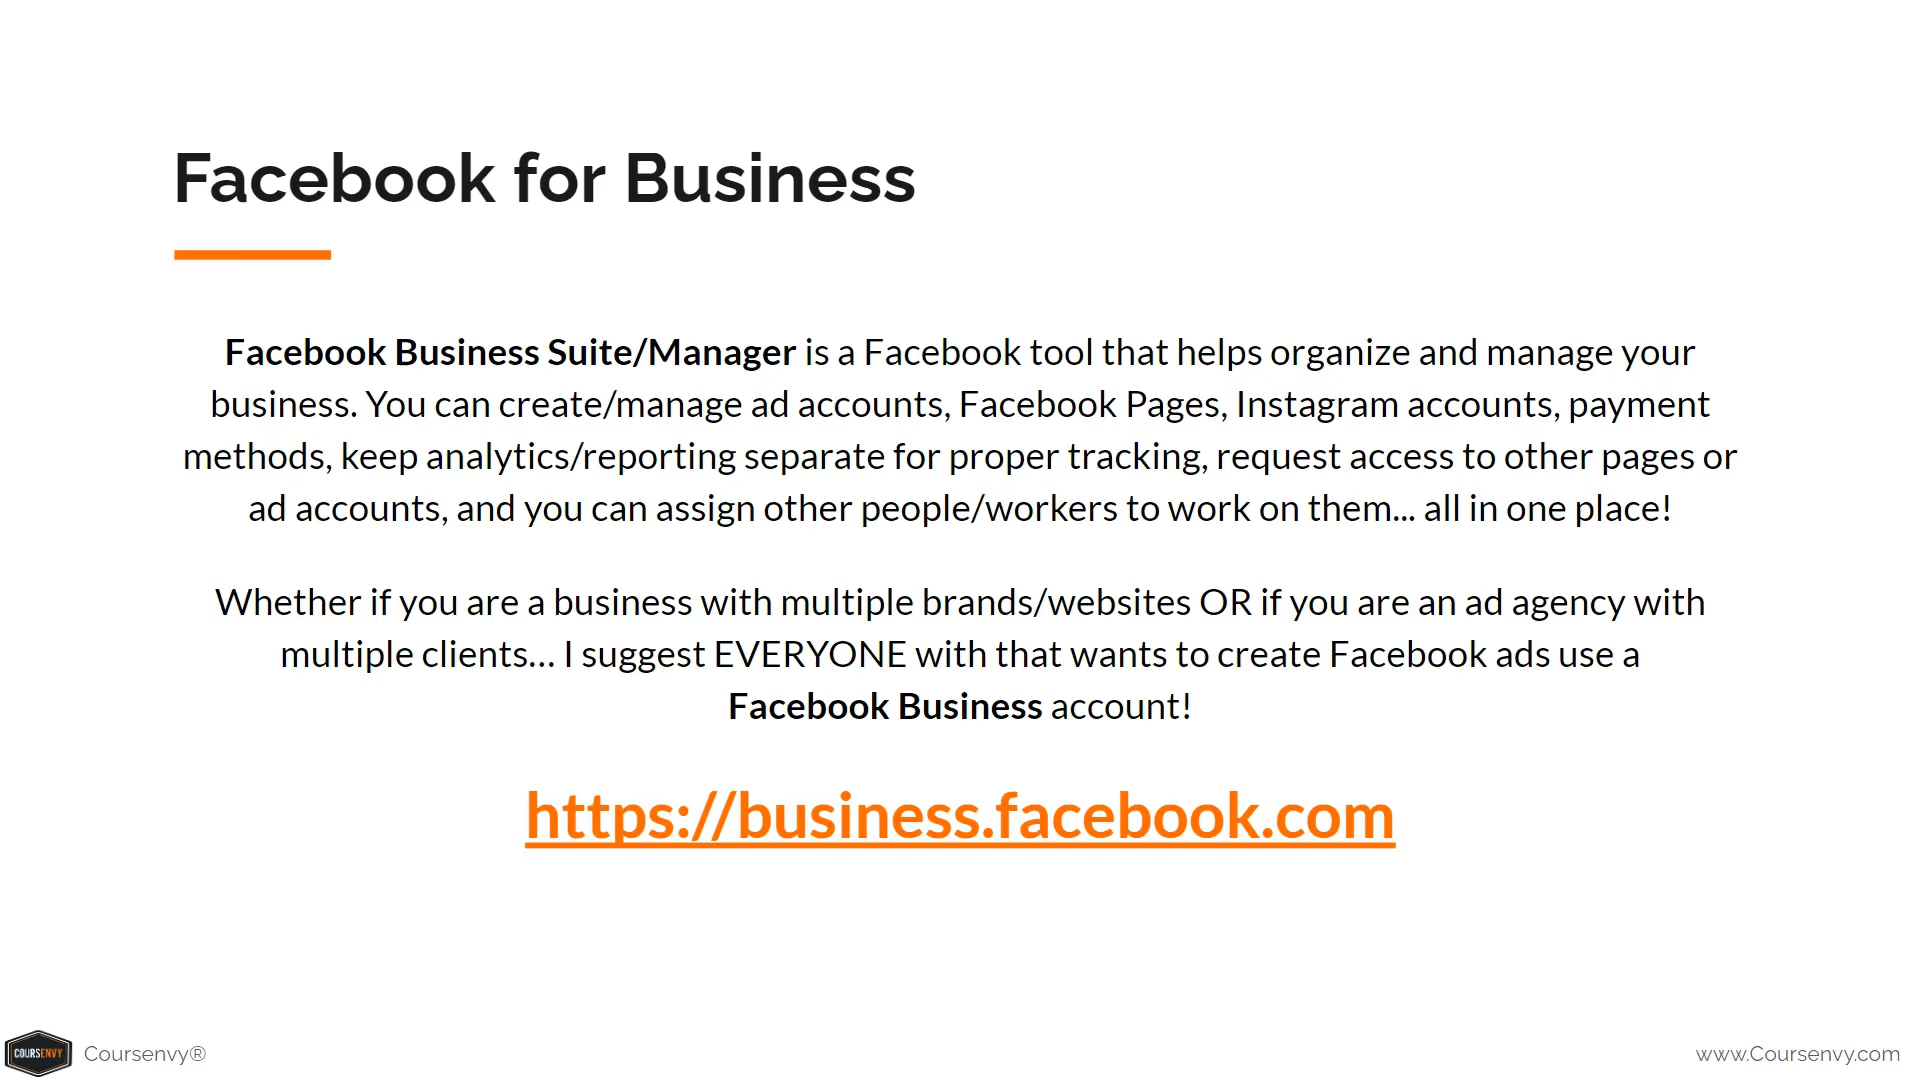 Facebook for Business
Facebook Business Suite/Manager is a Facebook tool that helps organize and manage your
business. You can create/manage ad accounts, Facebook Pages, Instagram accounts, payment
methods, keep analytics/reporting separate for proper tracking, request access to other pages or
ad accounts, and you can assign other people/workers to work on them... all in one place!
Whether if you are a business with multiple brands/websites OR if you are an ad agency with
multiple clients… I suggest EVERYONE with that wants to create Facebook ads use a
Facebook Business account!
https://business.facebook.com
COURSENVY
Coursenvy®
www.Coursenvy.com